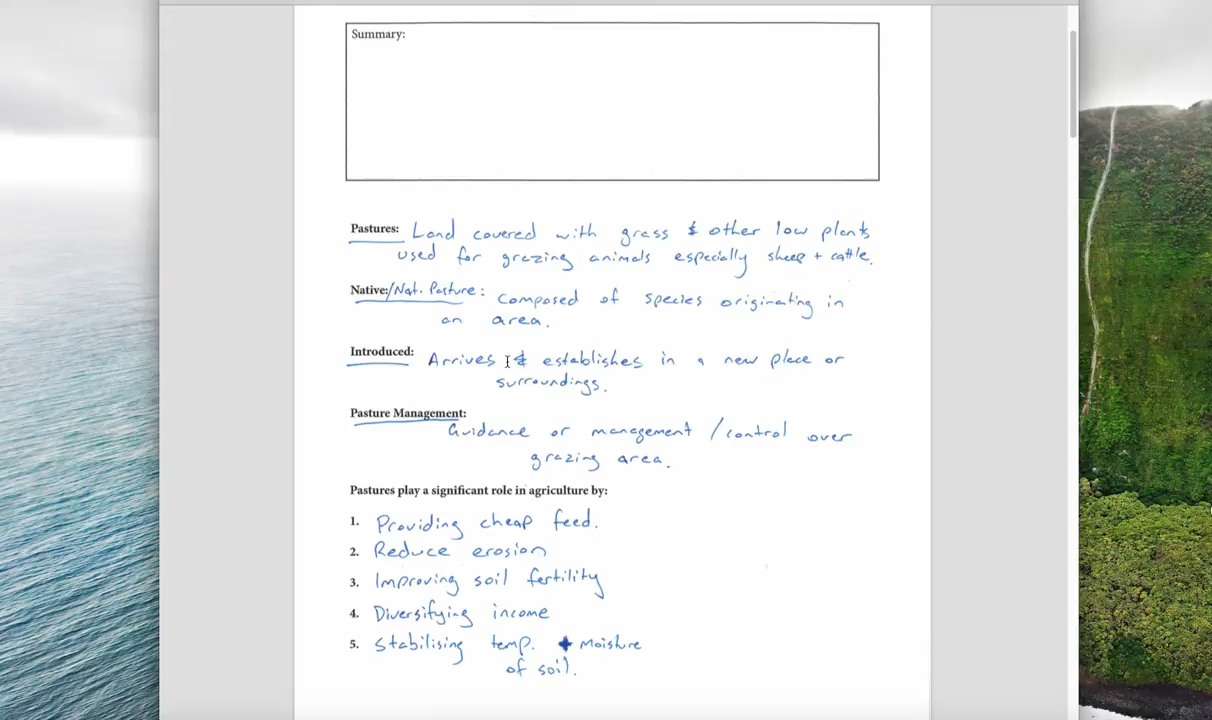 Summary:
Pastures: Land covered with grass & other low plants
used for grazing animals especially sheep + cattle.
Native:/Nat. Pasture: composed of species originating in
an area.
Introduced: Arrives & establishes in a new place or
surroundings.
Pasture Management:
Guidance or management /control over
grazing area.
Pastures play a significant role in agriculture by:
1. Providing cheap feed.
2. Reduce erosion
3. Improving soil fertility
4. Diversifying income
5. Stabilising temp. + Moisture
of soil.